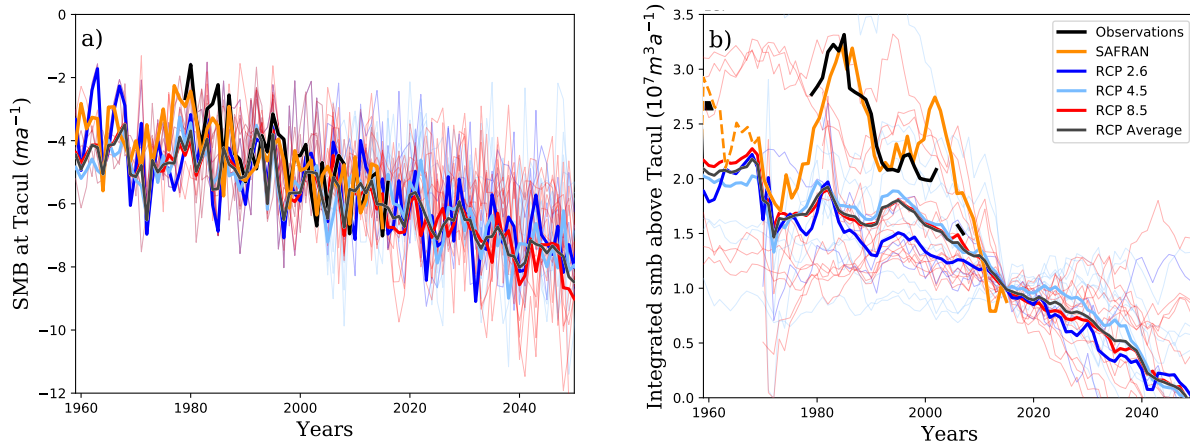 a)
SMB at Tacul (ma⁻¹)
0
−2
−4
−6
−8
−10
−12
1960
1980
2000
2020
2040
Years
b)
Integrated smb above Tacul (10⁷m³a⁻¹)
3.5
3.0
2.5
2.0
1.5
1.0
0.5
0.0
1960
1980
2000
2020
2040
Years
Observations
SAFRAN
RCP 2.6
RCP 4.5
RCP 8.5
RCP Average